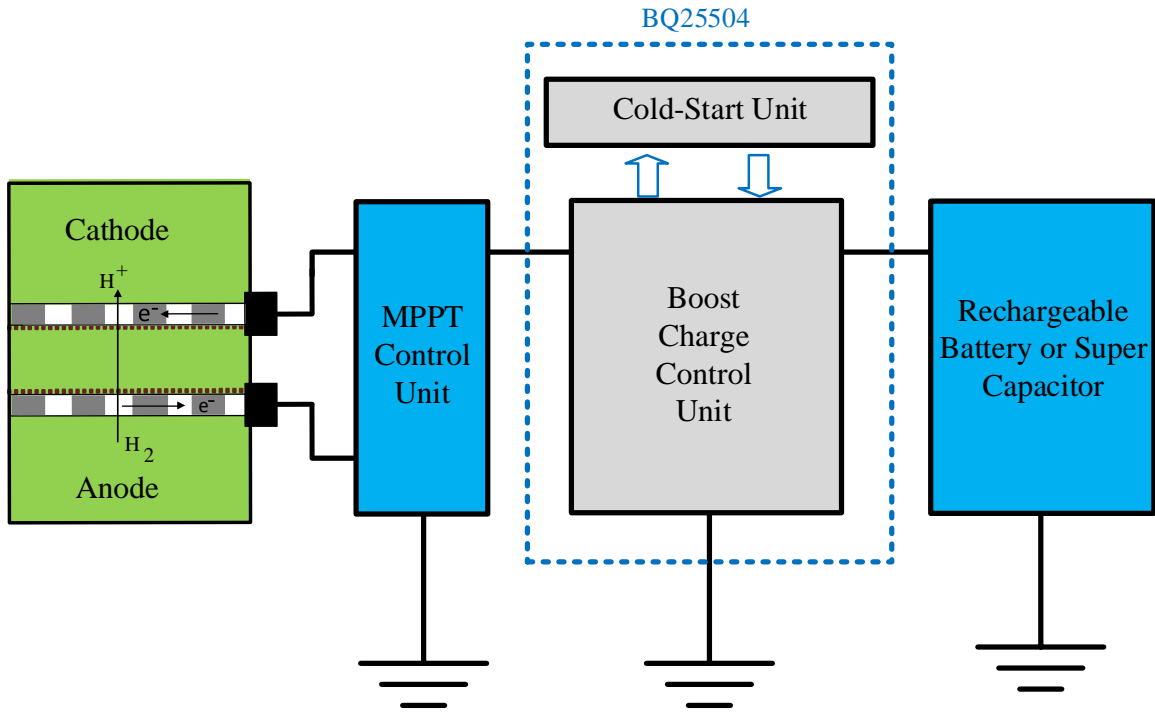 BQ25504
Cold-Start Unit
Cathode
H⁺
e⁻
e⁻
H₂
Anode
MPPT
Control
Unit
Boost
Charge
Control
Unit
Rechargeable
Battery or Super
Capacitor